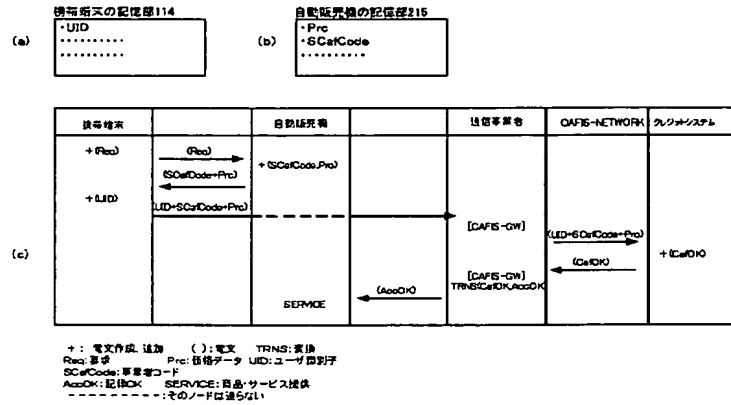 携帯端末の記憶部114
自動販売機の記憶部215
(a)
・UID
・・・・・・・・・・
・・・・・・・・・・
(b)
・Prc
・SCafCode
・・・・・・・・・・
携帯端末
自動販売機
通信事業者
CAFIS-NETWORK
クレジットシステム
+(Req)
(Req)
+(SCafCode,Prc)
(SCafCode+Prc)
+(UID)
(UID+SCafCode+Prc)
[CAFIS-GW]
(UID+SCafCode+Prc)
(c)
+(CafOK)
(CafOK)
[CAFIS-GW]
TRNS(CafOK,AccOK
(AccOK)
SERVICE
+: 電文作成、追加 ( ):電文 TRNS:変換
Req:要求 Prc:価格データ UID:ユーザ識別子
SCafCode:事業者コード
AccOK:記録OK SERVICE:商品・サービス提供
----------:そのノードは通らない